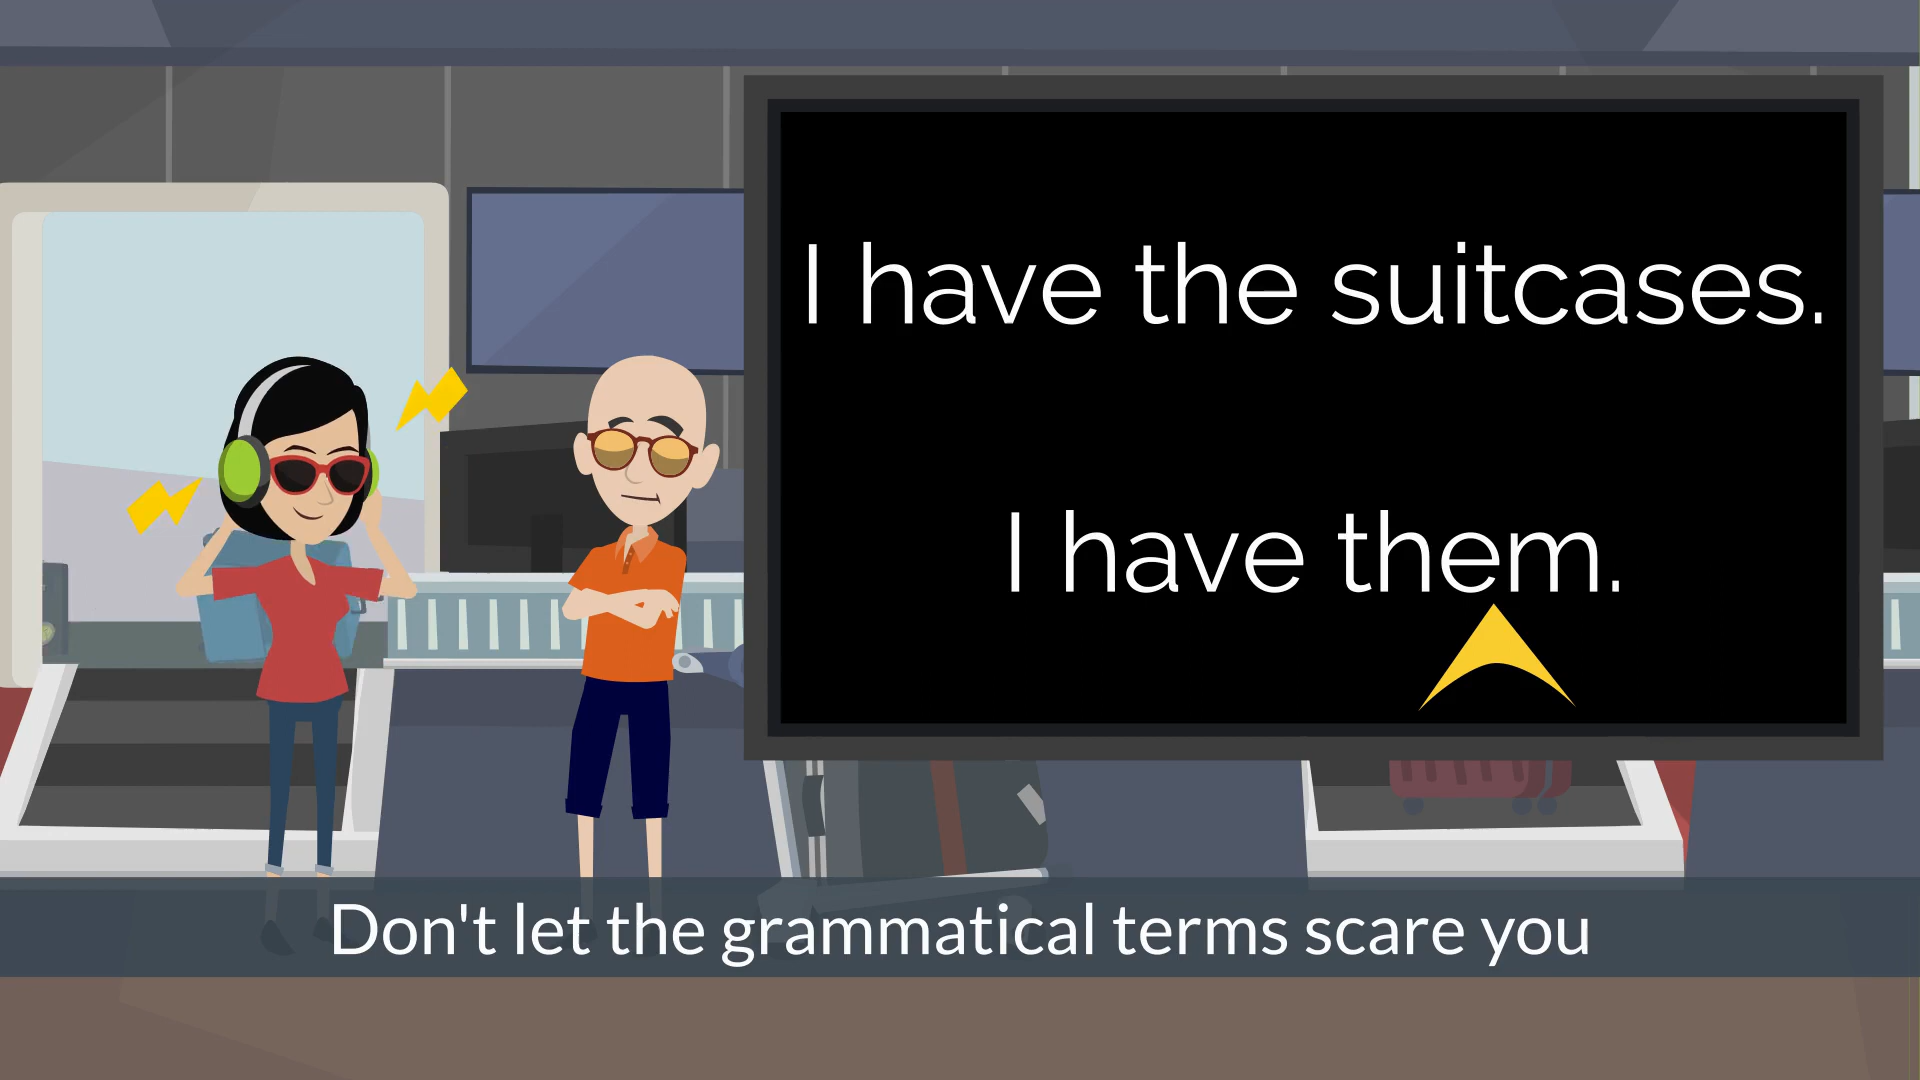 I have the suitcases.
I have them.
Don't let the grammatical terms scare you